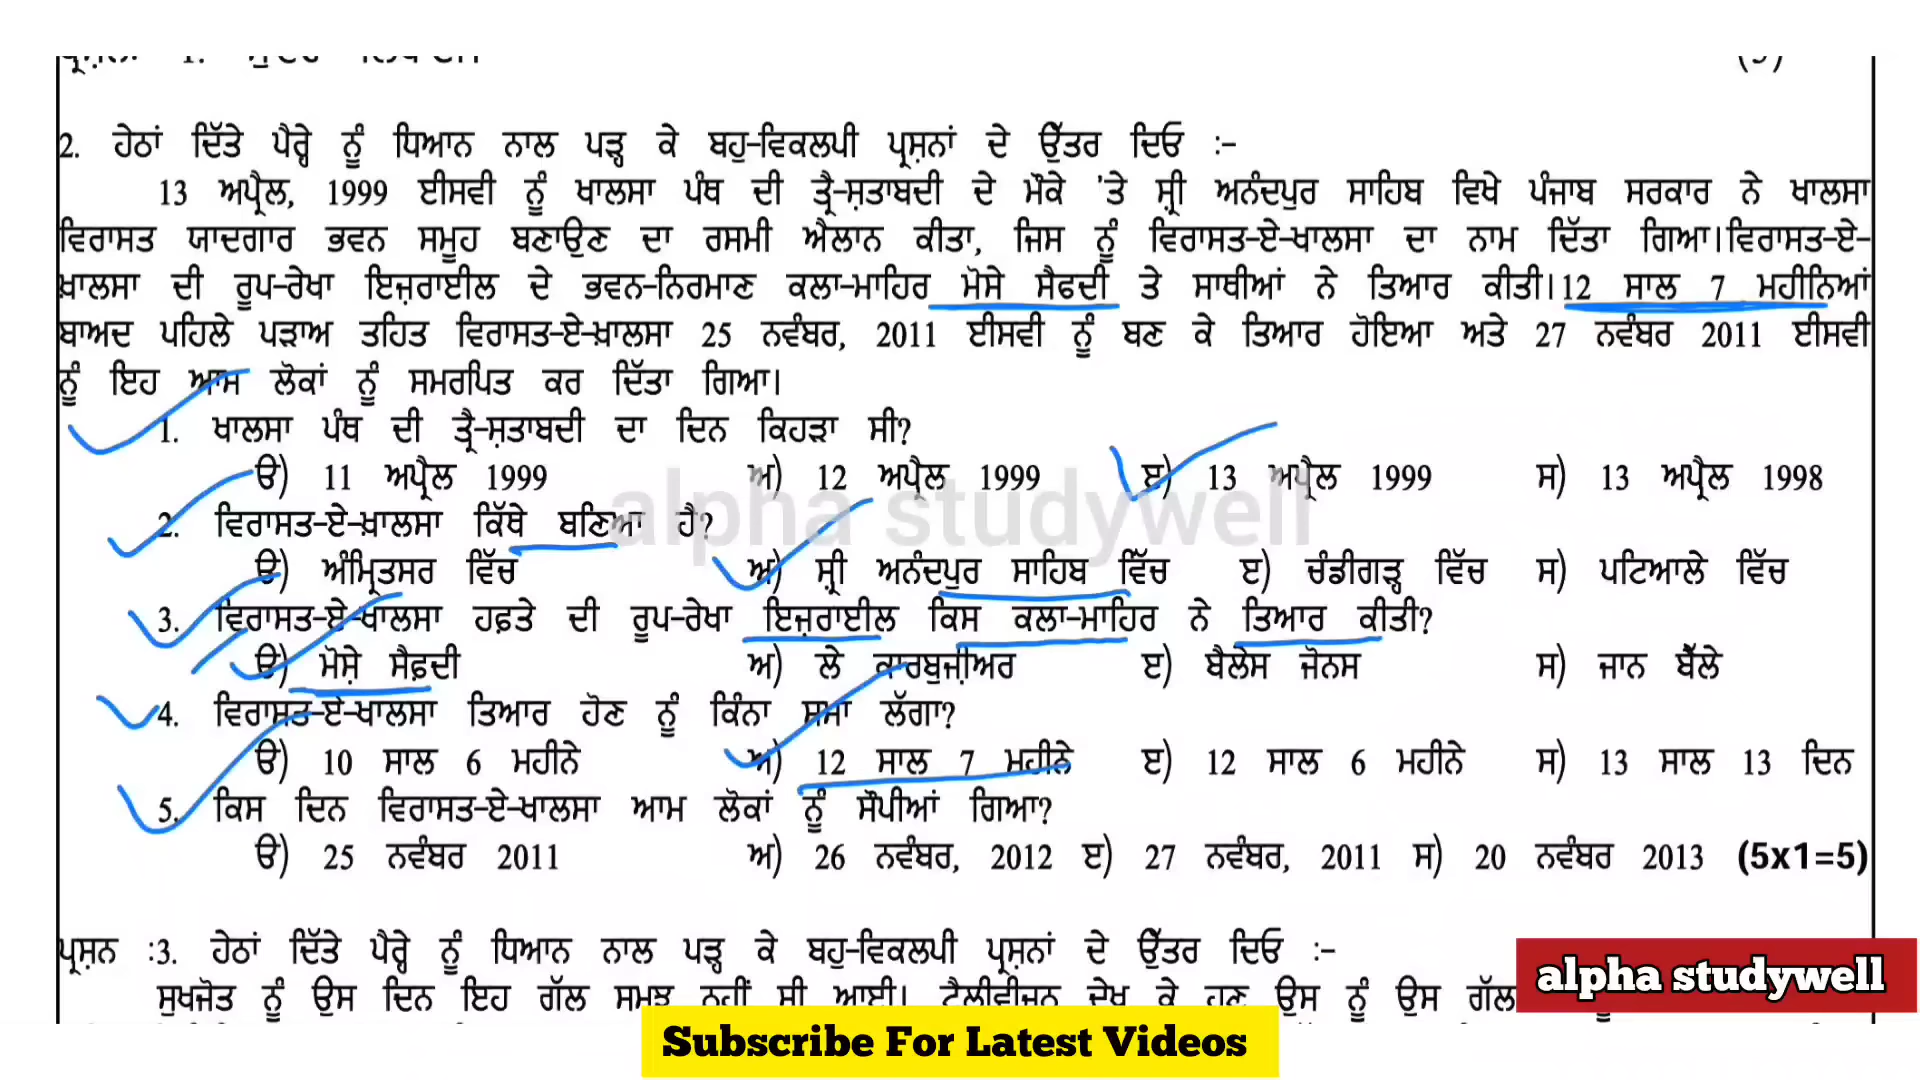 2. ਹੇਠਾਂ ਦਿੱਤੇ ਪੈਰ੍ਹੇ ਨੂੰ ਧਿਆਨ ਨਾਲ ਪੜ੍ਹ ਕੇ ਬਹੁ-ਵਿਕਲਪੀ ਪ੍ਰਸ਼ਨਾਂ ਦੇ ਉੱਤਰ ਦਿਓ :-
13 ਅਪ੍ਰੈਲ, 1999 ਈਸਵੀ ਨੂੰ ਖਾਲਸਾ ਪੰਥ ਦੀ ਤ੍ਰੈ-ਸ਼ਤਾਬਦੀ ਦੇ ਮੌਕੇ 'ਤੇ ਸ਼੍ਰੀ ਅਨੰਦਪੁਰ ਸਾਹਿਬ ਵਿਖੇ ਪੰਜਾਬ ਸਰਕਾਰ ਨੇ ਖਾਲਸਾ
ਵਿਰਾਸਤ ਯਾਦਗਾਰ ਭਵਨ ਸਮੂਹ ਬਣਾਉਣ ਦਾ ਰਸਮੀ ਐਲਾਨ ਕੀਤਾ, ਜਿਸ ਨੂੰ ਵਿਰਾਸਤ-ਏ-ਖਾਲਸਾ ਦਾ ਨਾਮ ਦਿੱਤਾ ਗਿਆ।ਵਿਰਾਸਤ-ਏ-
ਖ਼ਾਲਸਾ ਦੀ ਰੂਪ-ਰੇਖਾ ਇਜ਼ਰਾਈਲ ਦੇ ਭਵਨ-ਨਿਰਮਾਣ ਕਲਾ-ਮਾਹਿਰ ਮੋਸੇ ਸੈਫਦੀ ਤੇ ਸਾਥੀਆਂ ਨੇ ਤਿਆਰ ਕੀਤੀ।12 ਸਾਲ 7 ਮਹੀਨਿਆਂ
ਬਾਅਦ ਪਹਿਲੇ ਪੜਾਅ ਤਹਿਤ ਵਿਰਾਸਤ-ਏ-ਖ਼ਾਲਸਾ 25 ਨਵੰਬਰ, 2011 ਈਸਵੀ ਨੂੰ ਬਣ ਕੇ ਤਿਆਰ ਹੋਇਆ ਅਤੇ 27 ਨਵੰਬਰ 2011 ਈਸਵੀ
ਨੂੰ ਇਹ ਆਮ ਲੋਕਾਂ ਨੂੰ ਸਮਰਪਿਤ ਕਰ ਦਿੱਤਾ ਗਿਆ।
1. ਖਾਲਸਾ ਪੰਥ ਦੀ ਤ੍ਰੈ-ਸ਼ਤਾਬਦੀ ਦਾ ਦਿਨ ਕਿਹੜਾ ਸੀ?
ੳ) 11 ਅਪ੍ਰੈਲ 1999 ਅ) 12 ਅਪ੍ਰੈਲ 1999 ੲ) 13 ਅਪ੍ਰੈਲ 1999 ਸ) 13 ਅਪ੍ਰੈਲ 1998
alpha studywell
2. ਵਿਰਾਸਤ-ਏ-ਖ਼ਾਲਸਾ ਕਿੱਥੇ ਬਣਿਆ ਹੈ?
ੳ) ਅੰਮ੍ਰਿਤਸਰ ਵਿੱਚ ਅ) ਸ਼੍ਰੀ ਅਨੰਦਪੁਰ ਸਾਹਿਬ ਵਿੱਚ ੲ) ਚੰਡੀਗੜ੍ਹ ਵਿੱਚ ਸ) ਪਟਿਆਲੇ ਵਿੱਚ
3. ਵਿਰਾਸਤ-ਏ-ਖਾਲਸਾ ਹਫ਼ਤੇ ਦੀ ਰੂਪ-ਰੇਖਾ ਇਜ਼ਰਾਈਲ ਕਿਸ ਕਲਾ-ਮਾਹਿਰ ਨੇ ਤਿਆਰ ਕੀਤੀ?
ੳ) ਮੋਸ਼ੇ ਸੈਫ਼ਦੀ ਅ) ਲੇ ਕਾਰਬੁਜ਼ੀਅਰ ੲ) ਬੈਲੇਸ ਜੋਨਸ ਸ) ਜਾਨ ਬੈੱਲੇ
4. ਵਿਰਾਸਤ-ਏ-ਖਾਲਸਾ ਤਿਆਰ ਹੋਣ ਨੂੰ ਕਿੰਨਾ ਸਮਾਂ ਲੱਗਾ?
ੳ) 10 ਸਾਲ 6 ਮਹੀਨੇ ਅ) 12 ਸਾਲ 7 ਮਹੀਨੇ ੲ) 12 ਸਾਲ 6 ਮਹੀਨੇ ਸ) 13 ਸਾਲ 13 ਦਿਨ
5. ਕਿਸ ਦਿਨ ਵਿਰਾਸਤ-ਏ-ਖਾਲਸਾ ਆਮ ਲੋਕਾਂ ਨੂੰ ਸੌਂਪੀਆਂ ਗਿਆ?
ੳ) 25 ਨਵੰਬਰ 2011 ਅ) 26 ਨਵੰਬਰ, 2012 ੲ) 27 ਨਵੰਬਰ, 2011 ਸ) 20 ਨਵੰਬਰ 2013 (5x1=5)
ਪ੍ਰਸ਼ਨ :3. ਹੇਠਾਂ ਦਿੱਤੇ ਪੈਰ੍ਹੇ ਨੂੰ ਧਿਆਨ ਨਾਲ ਪੜ੍ਹ ਕੇ ਬਹੁ-ਵਿਕਲਪੀ ਪ੍ਰਸ਼ਨਾਂ ਦੇ ਉੱਤਰ ਦਿਓ :-
ਸੁਖਜੋਤ ਨੂੰ ਉਸ ਦਿਨ ਇਹ ਗੱਲ ਸਮਝ ਨਹੀਂ ਸੀ ਆਈ। ਟੈਲੀਵੀਜ਼ਨ ਦੇਖ ਕੇ ਹੁਣ ਉਸ ਨੂੰ ਉਸ ਗੱਲ
alpha studywell
Subscribe For Latest Videos